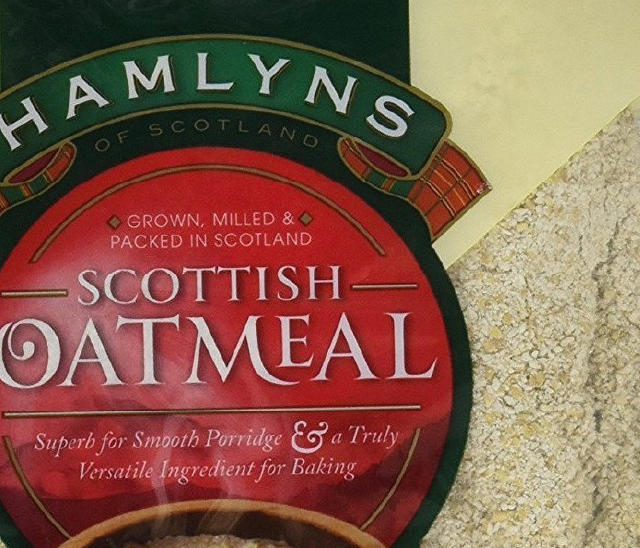 HAMLYNS
OF SCOTLAND
GROWN, MILLED &
PACKED IN SCOTLAND
SCOTTISH
OATMEAL
Superb for Smooth Porridge & a Truly
Versatile Ingredient for Baking